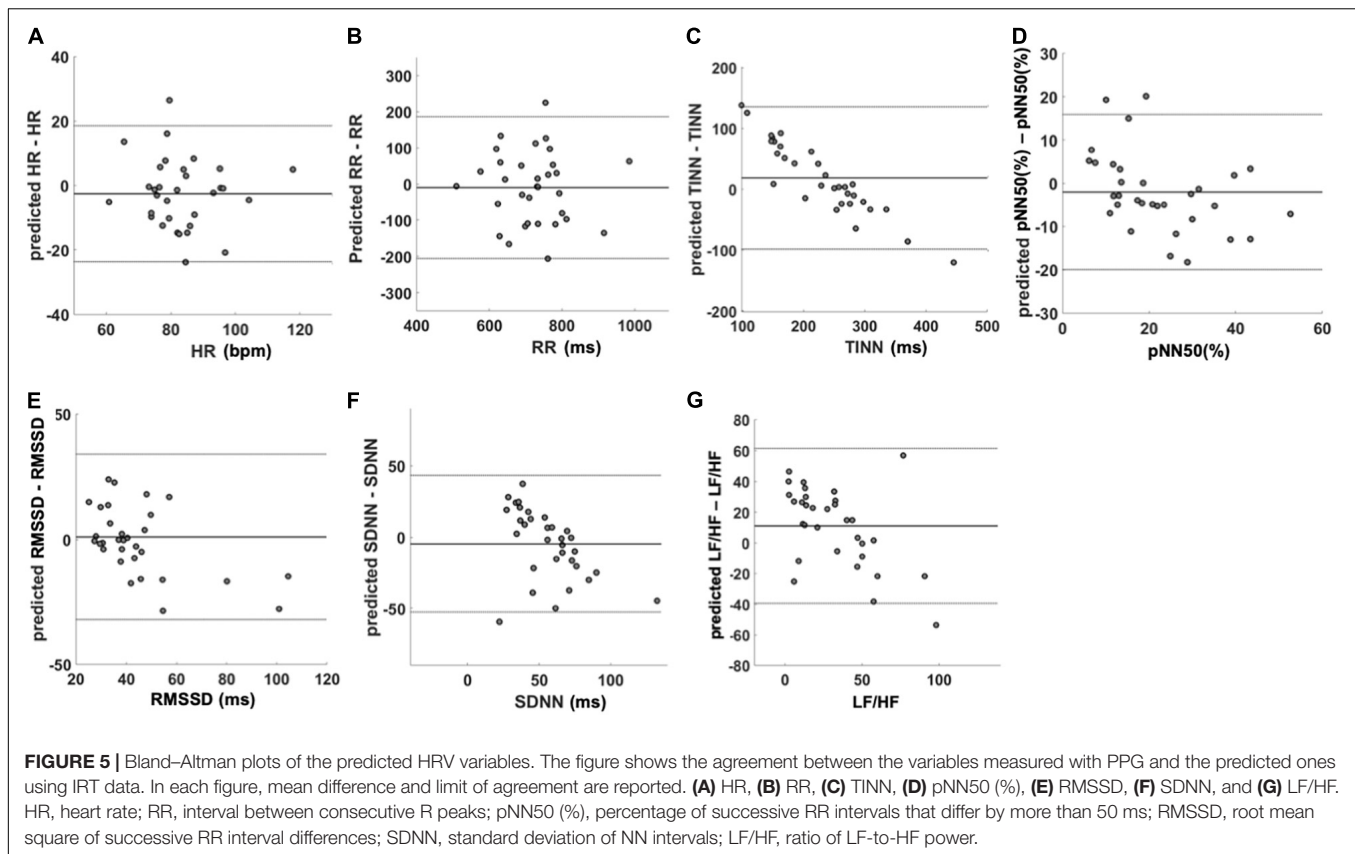 A
40
20
0
-20
-40
predicted HR - HR
60 80 100 120
HR (bpm)
B
300
200
100
0
-100
-200
-300
Predicted RR - RR
400 600 800 1000
RR (ms)
C
200
100
0
-100
-200
predicted TINN - TINN
100 200 300 400 500
TINN (ms)
D
30
20
10
0
-10
-20
-30
predicted pNN50(%) – pNN50(%)
0 20 40 60
pNN50(%)
E
50
0
-50
predicted RMSSD - RMSSD
20 40 60 80 100 120
RMSSD (ms)
F
50
0
-50
predicted SDNN - SDNN
0 50 100
SDNN (ms)
G
80
60
40
20
0
-20
-40
-60
-80
predicted LF/HF – LF/HF
0 50 100
LF/HF
FIGURE 5 | Bland–Altman plots of the predicted HRV variables. The figure shows the agreement between the variables measured with PPG and the predicted ones
using IRT data. In each figure, mean difference and limit of agreement are reported. (A) HR, (B) RR, (C) TINN, (D) pNN50 (%), (E) RMSSD, (F) SDNN, and (G) LF/HF.
HR, heart rate; RR, interval between consecutive R peaks; pNN50 (%), percentage of successive RR intervals that differ by more than 50 ms; RMSSD, root mean
square of successive RR interval differences; SDNN, standard deviation of NN intervals; LF/HF, ratio of LF-to-HF power.